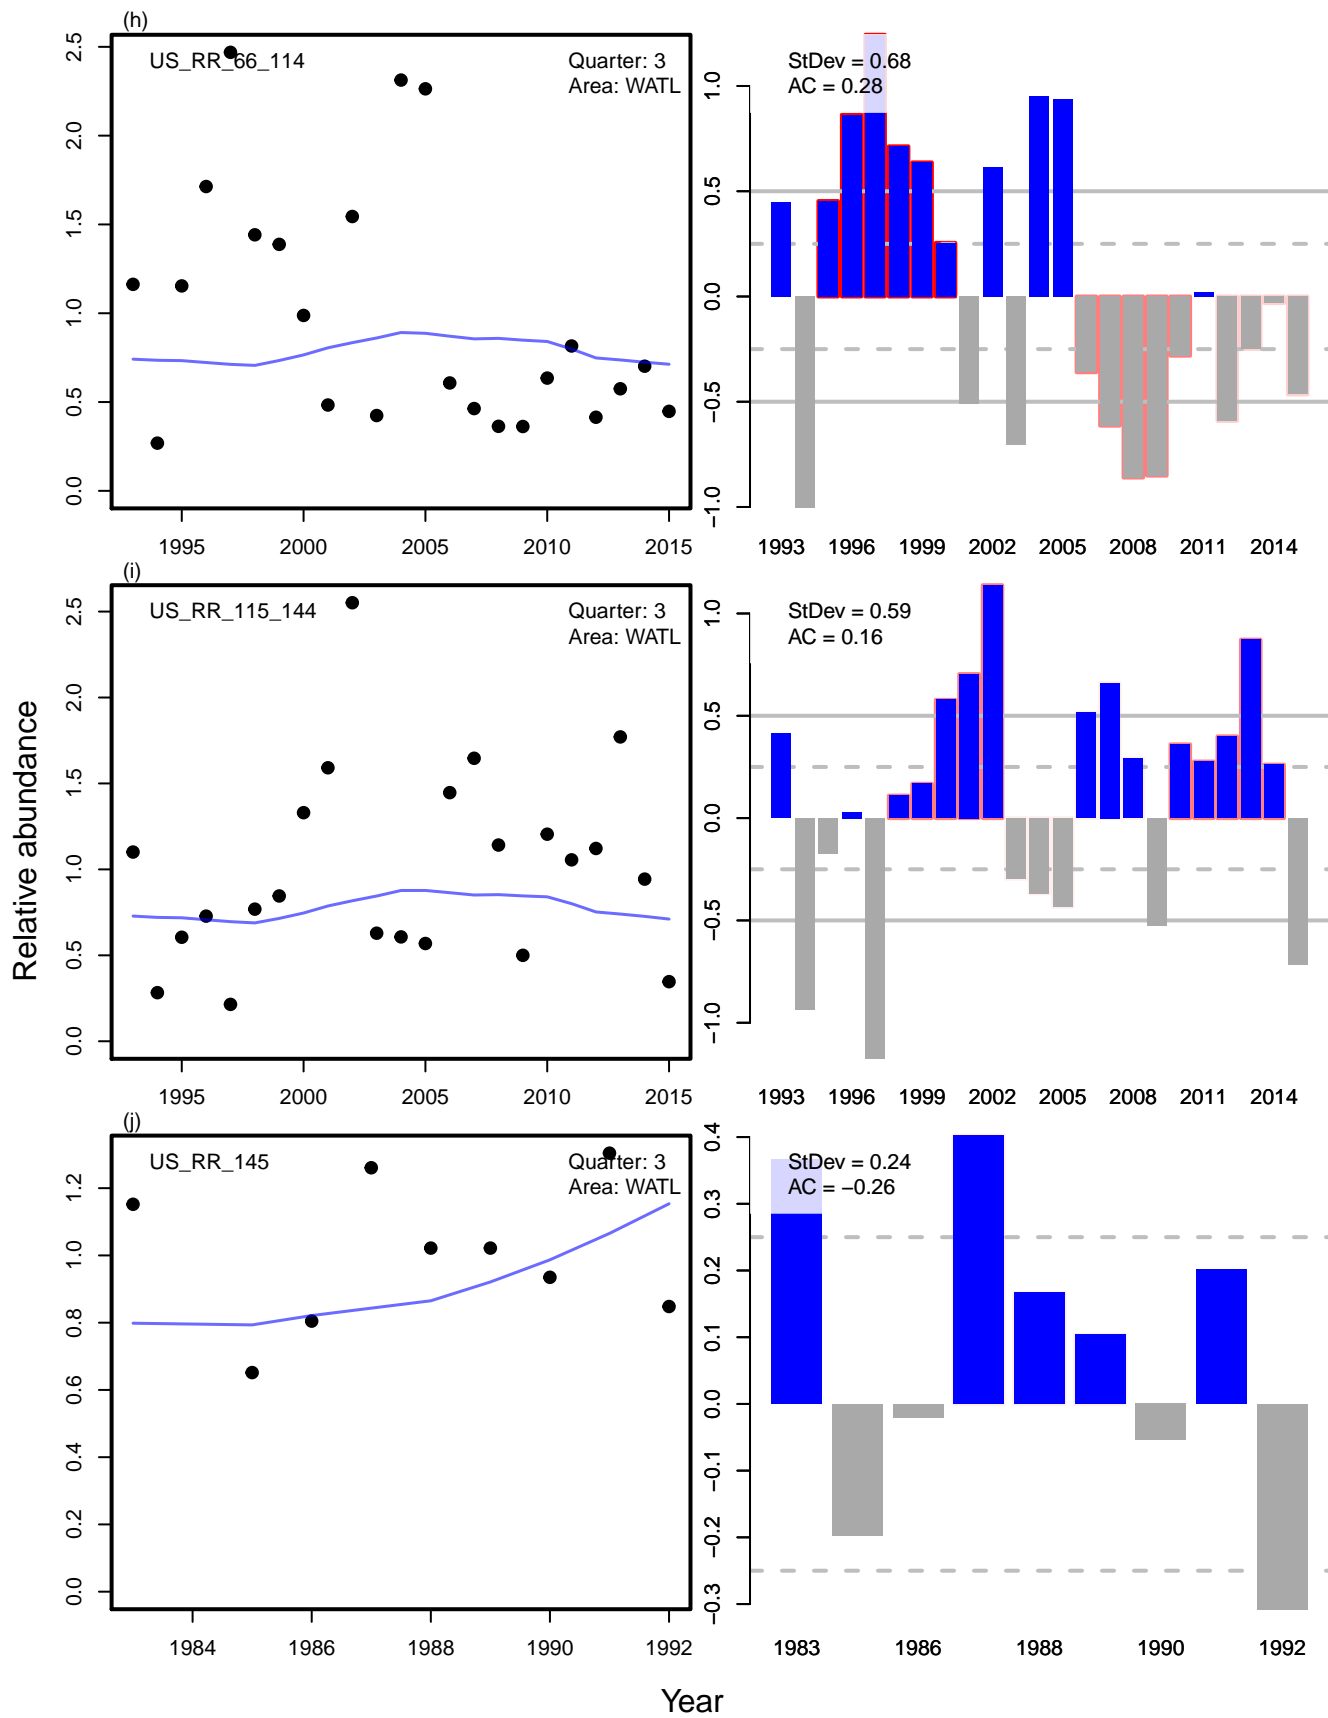 (h)
US_RR_66_114
Quarter: 3
Area: WATL
0.0 0.5 1.0 1.5 2.0 2.5
1995 2000 2005 2010 2015
StDev = 0.68
AC = 0.28
−1.0 −0.5 0.0 0.5 1.0
1993 1996 1999 2002 2005 2008 2011 2014
(i)
US_RR_115_144
Quarter: 3
Area: WATL
0.0 0.5 1.0 1.5 2.0 2.5
1995 2000 2005 2010 2015
StDev = 0.59
AC = 0.16
−1.0 −0.5 0.0 0.5 1.0
1993 1996 1999 2002 2005 2008 2011 2014
Relative abundance
(j)
US_RR_145
Quarter: 3
Area: WATL
0.0 0.2 0.4 0.6 0.8 1.0 1.2
1984 1986 1988 1990 1992
StDev = 0.24
AC = −0.26
−0.3 −0.2 −0.1 0.0 0.1 0.2 0.3 0.4
1983 1986 1988 1990 1992
Year